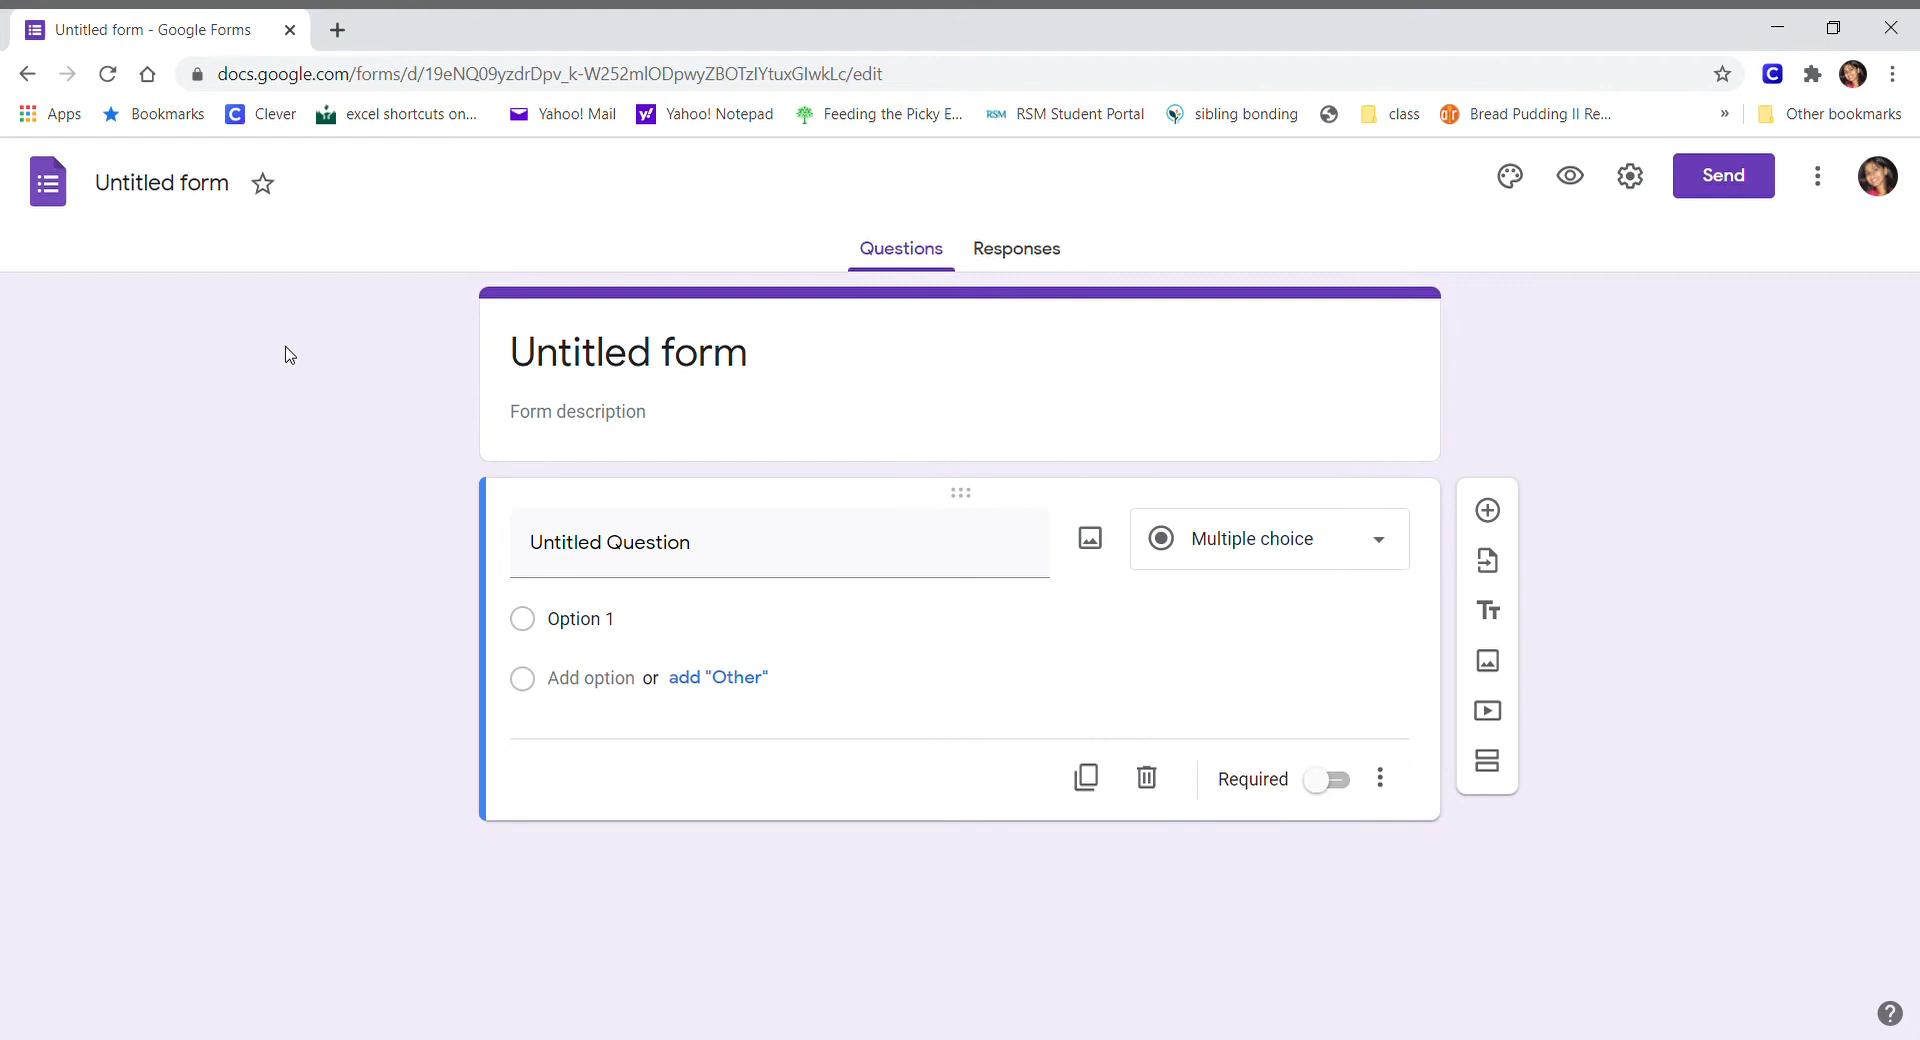 Untitled form - Google Forms
docs.google.com/forms/d/19eNQ09yzdrDpv_k-W252mlODpwyZBOTzIYtuxGIwkLc/edit
Apps Bookmarks C Clever excel shortcuts on... Yahoo! Mail y! Yahoo! Notepad Feeding the Picky E... RSM RSM Student Portal sibling bonding class Bread Pudding II Re... » Other bookmarks
Untitled form Send
Questions Responses
Untitled form
Form description
Untitled Question Multiple choice
Option 1
Add option or add "Other"
Required